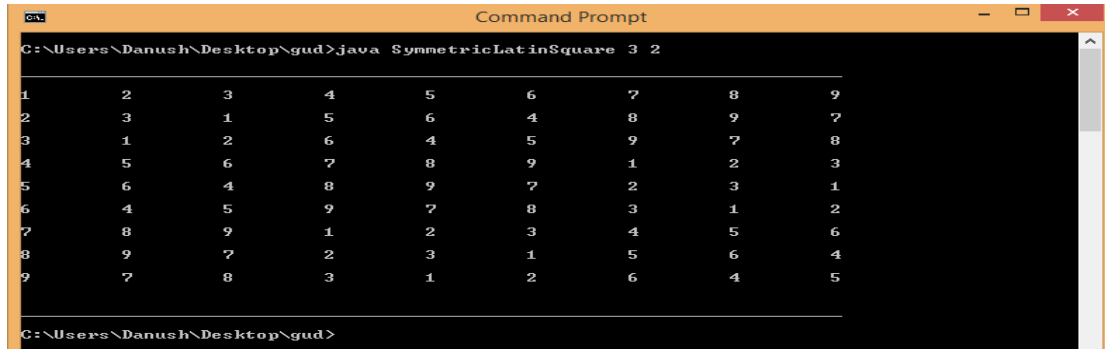 Command Prompt
C:\Users\Danush\Desktop\gud>java SymmetricLatinSquare 3 2
1 2 3 4 5 6 7 8 9
2 3 1 5 6 4 8 9 7
3 1 2 6 4 5 9 7 8
4 5 6 7 8 9 1 2 3
5 6 4 8 9 7 2 3 1
6 4 5 9 7 8 3 1 2
7 8 9 1 2 3 4 5 6
8 9 7 2 3 1 5 6 4
9 7 8 3 1 2 6 4 5
C:\Users\Danush\Desktop\gud>